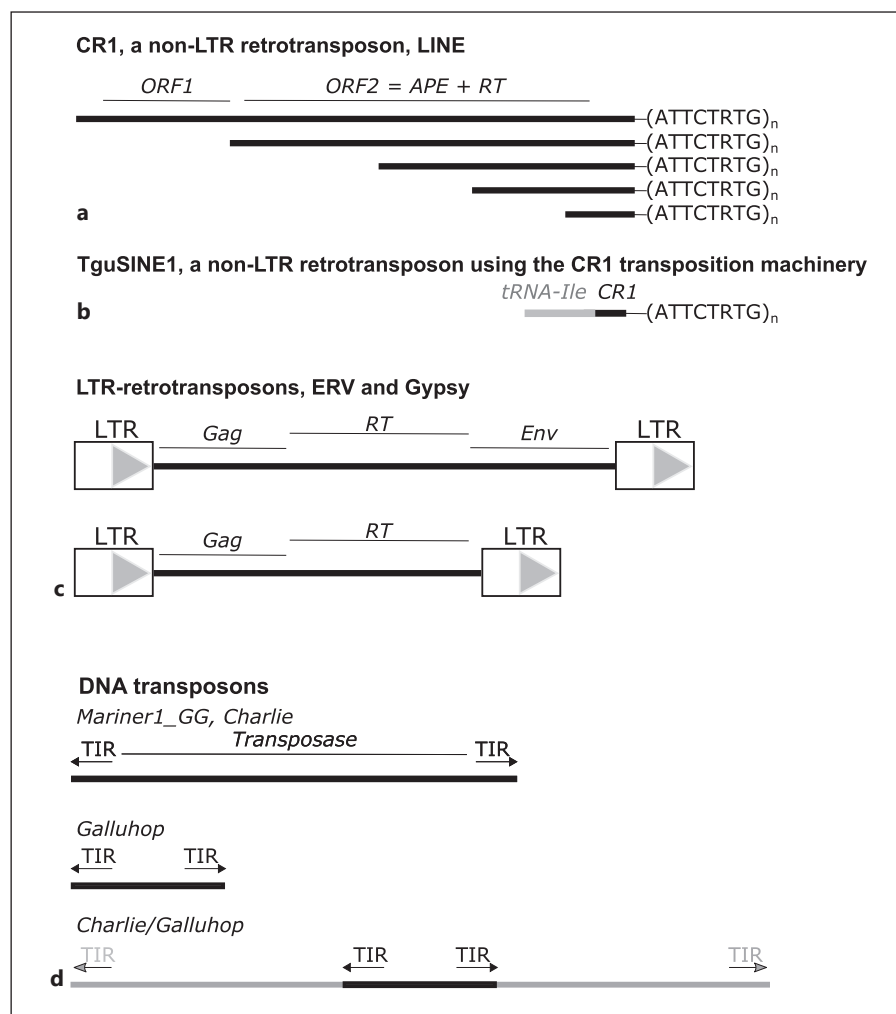 CR1, a non-LTR retrotransposon, LINE
ORF1 ORF2 = APE + RT
(ATTCTRTG)n
(ATTCTRTG)n
(ATTCTRTG)n
(ATTCTRTG)n
a (ATTCTRTG)n
TguSINE1, a non-LTR retrotransposon using the CR1 transposition machinery
tRNA-Ile CR1
b (ATTCTRTG)n
LTR-retrotransposons, ERV and Gypsy
LTR Gag RT Env LTR
LTR Gag RT LTR
c
DNA transposons
Mariner1_GG, Charlie
TIR Transposase TIR
Galluhop
TIR TIR
Charlie/Galluhop
TIR TIR TIR TIR
d